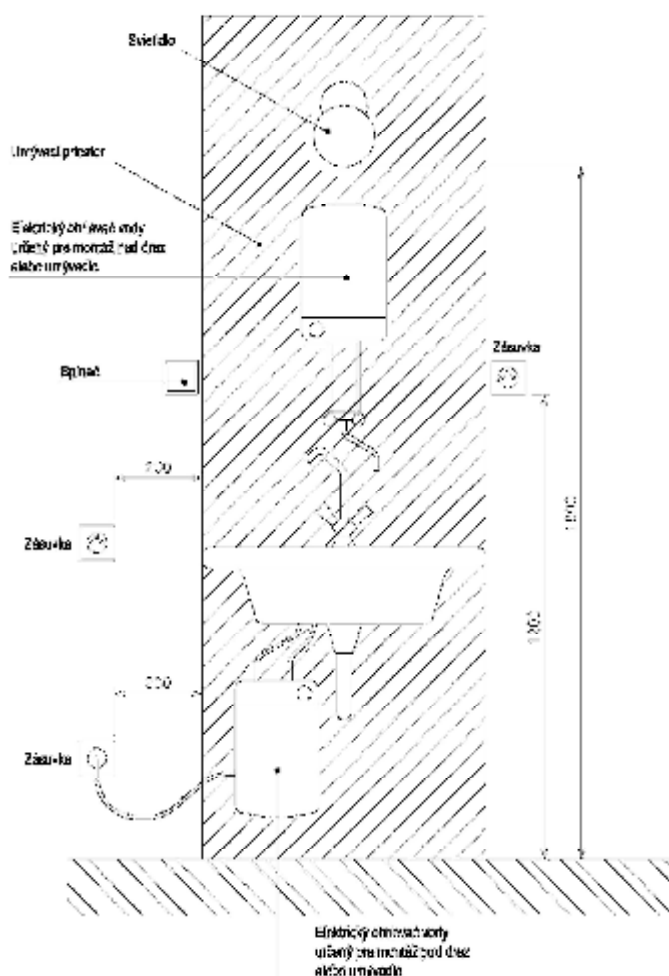 Svietidlo
Umývací priestor
Elektrický ohrievač vody
určený pre montáž nad drez
alebo umývadlo
Spínač
Zásuvka
Zásuvka
Zásuvka
1200
Elektrický ohrievač vody
určený pre montáž pod drez
alebo umývadlo